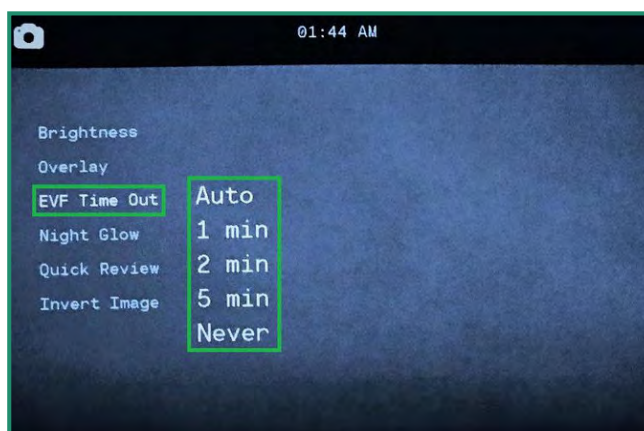 01:44 AM
Brightness
Overlay
EVF Time Out
Night Glow
Quick Review
Invert Image
Auto
1 min
2 min
5 min
Never